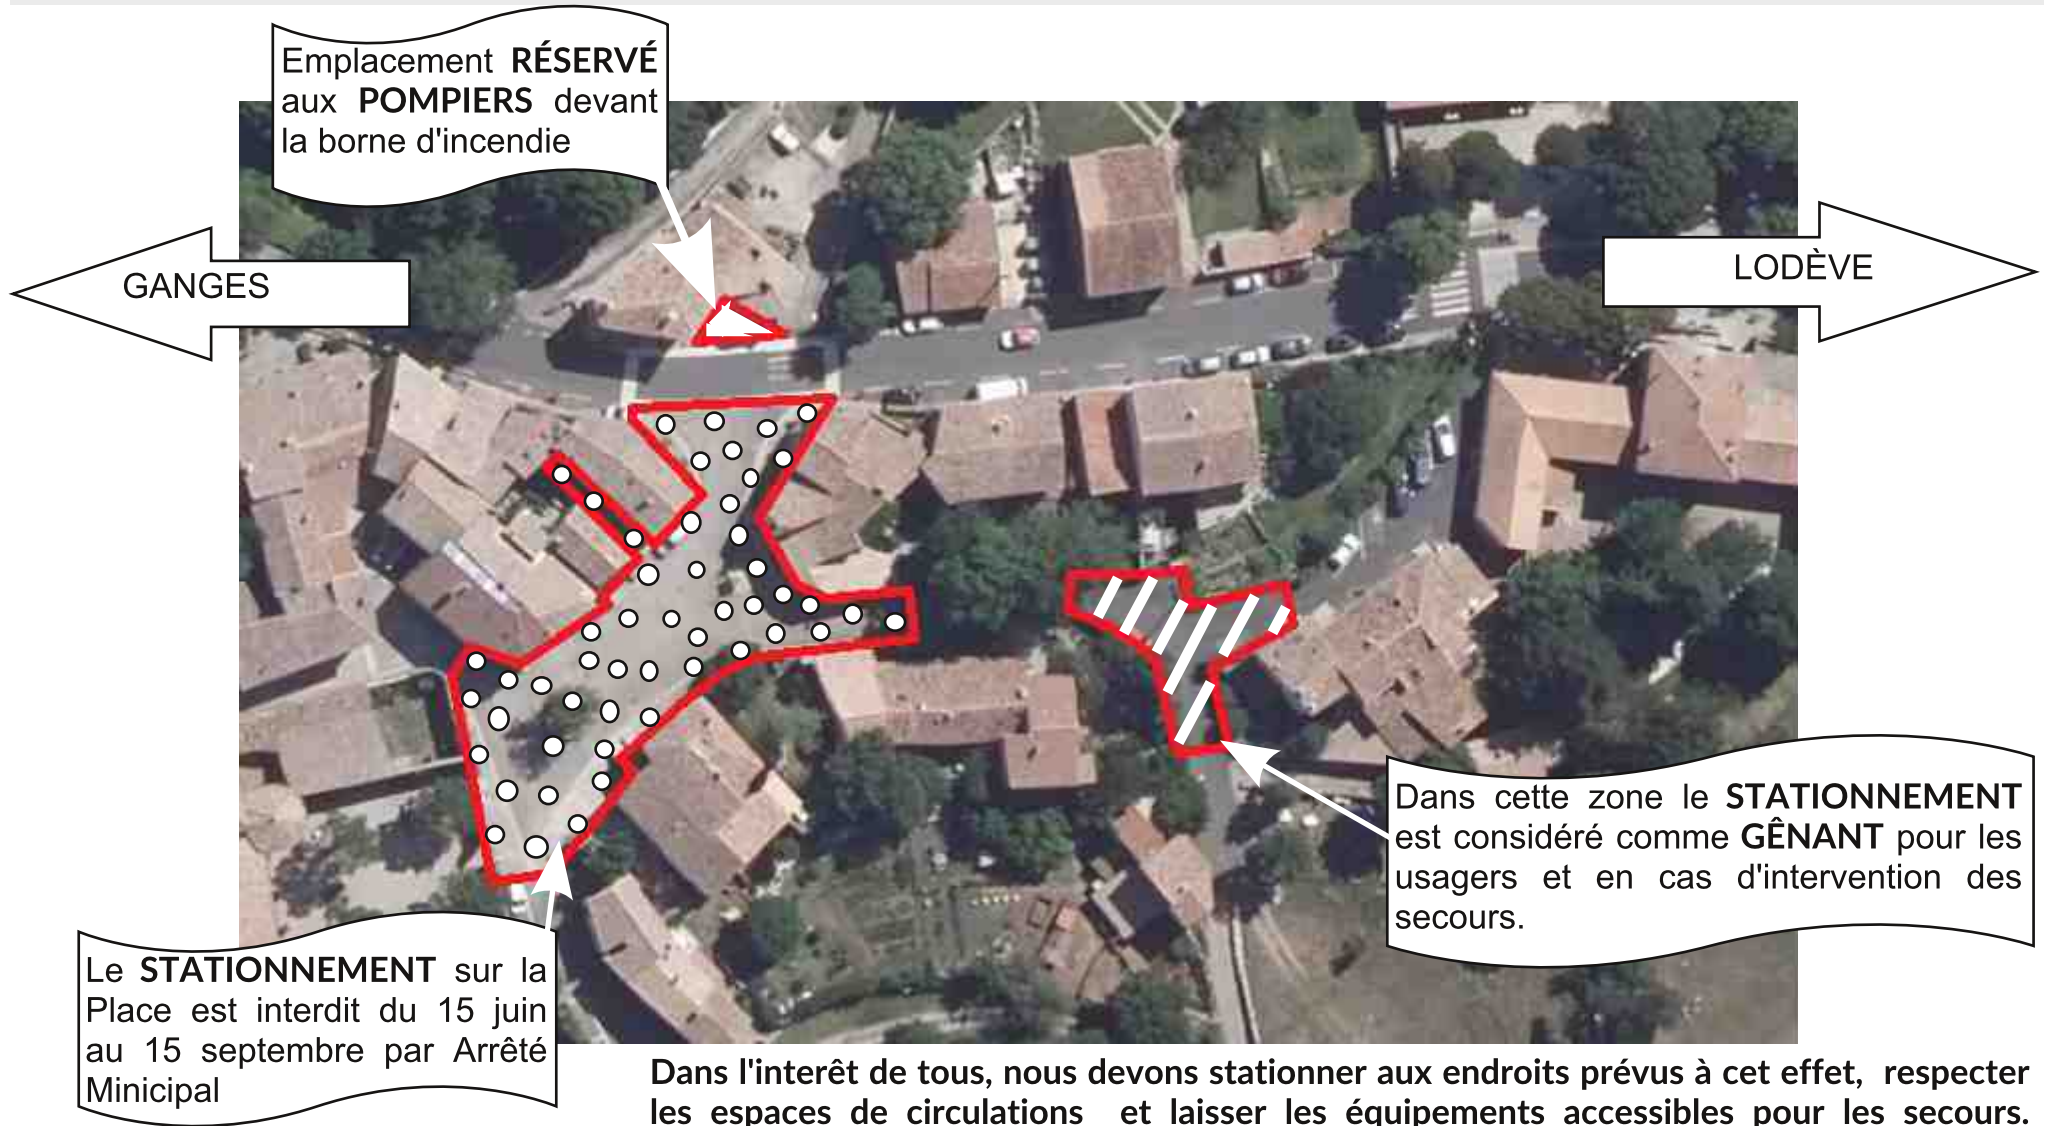 Emplacement RÉSERVÉ
aux POMPIERS devant
la borne d'incendie
GANGES
LODÈVE
Dans cette zone le STATIONNEMENT
est considéré comme GÊNANT pour les
usagers et en cas d'intervention des
secours.
Le STATIONNEMENT sur la
Place est interdit du 15 juin
au 15 septembre par Arrêté
Minicipal
Dans l'interêt de tous, nous devons stationner aux endroits prévus à cet effet, respecter
les espaces de circulations et laisser les équipements accessibles pour les secours.